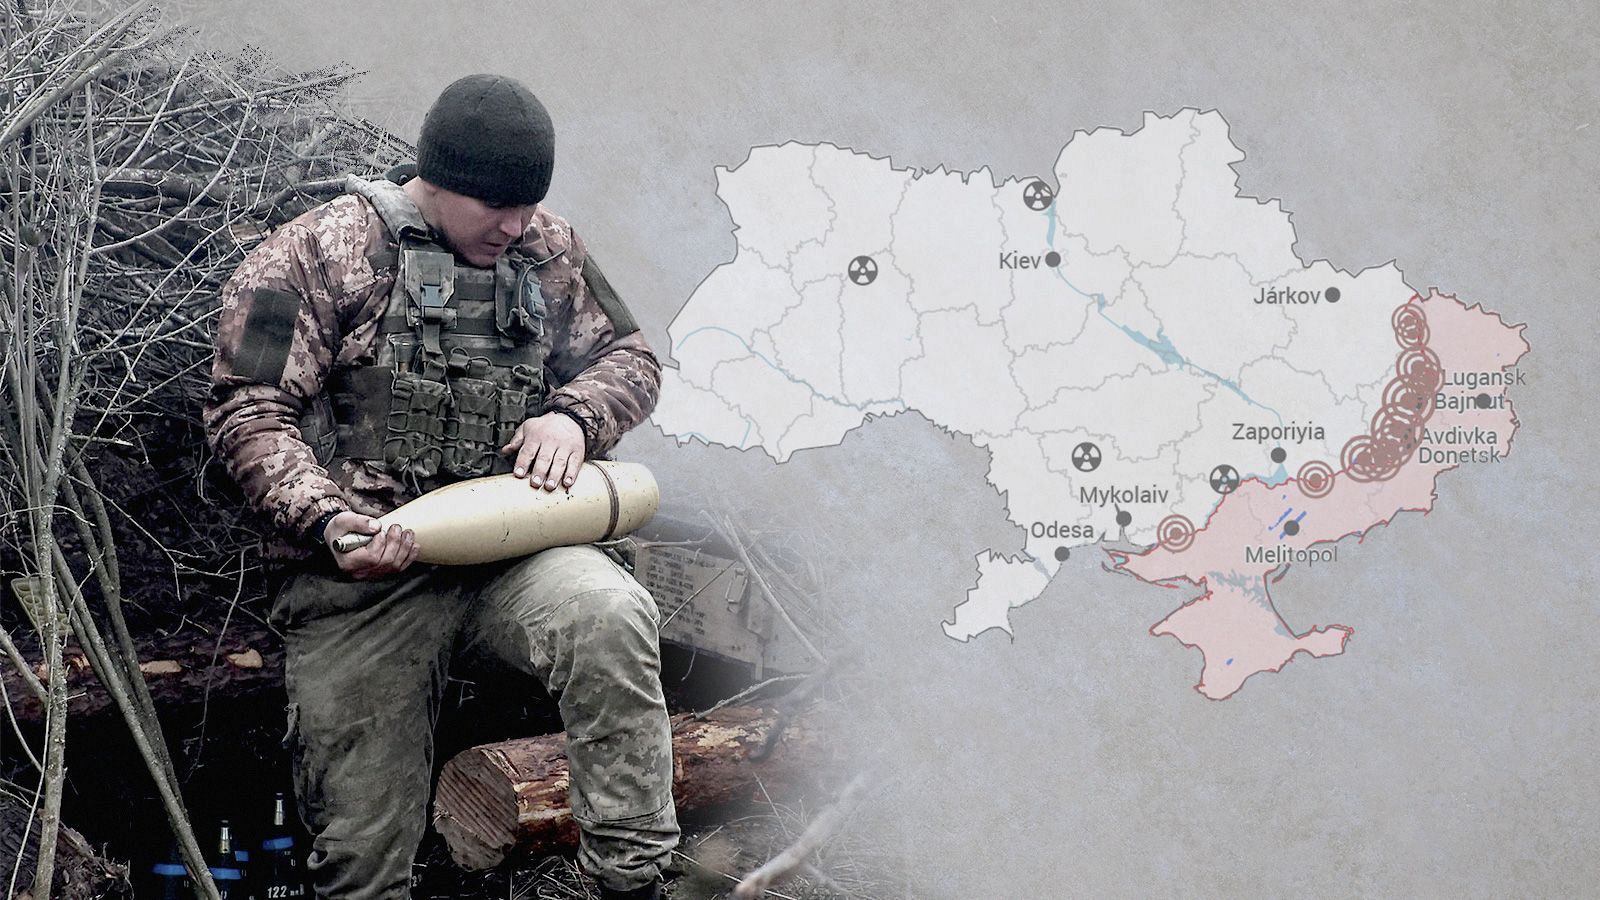 Kiev
Járkov
Lugansk
Bajmut
Zaporiyia
Avdivka
Donetsk
Mykolaiv
Odesa
Melitopol
122